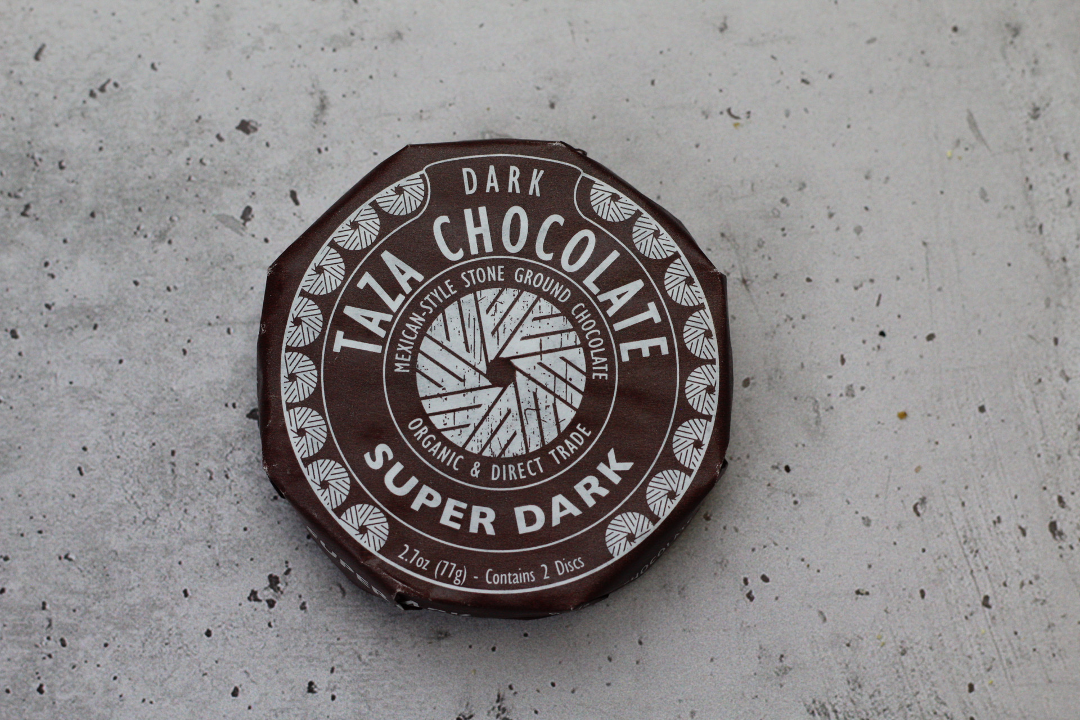 DARK
TAZA CHOCOLATE
MEXICAN-STYLE STONE GROUND CHOCOLATE
ORGANIC & DIRECT TRADE
SUPER DARK
2.7oz (77g) - Contains 2 Discs